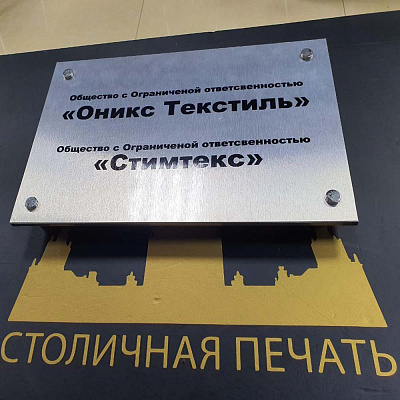 Общество с Ограниченой ответсвенностью
«Оникс Текстиль»
Общество с Ограниченой ответсвенностью
«Стимтекс»
СТОЛИЧНАЯ ПЕЧАТЬ